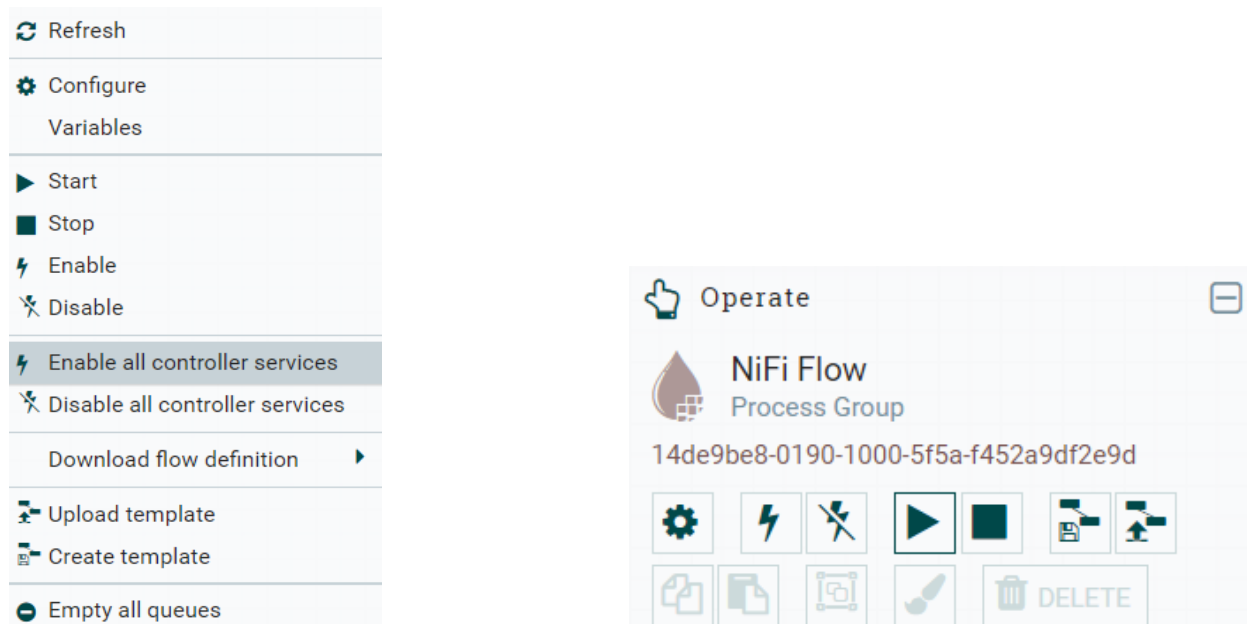 Refresh
Configure
Variables
Start
Stop
Enable
Disable
Enable all controller services
Disable all controller services
Download flow definition
Upload template
Create template
Empty all queues
Operate
NiFi Flow
Process Group
14de9be8-0190-1000-5f5a-f452a9df2e9d
DELETE